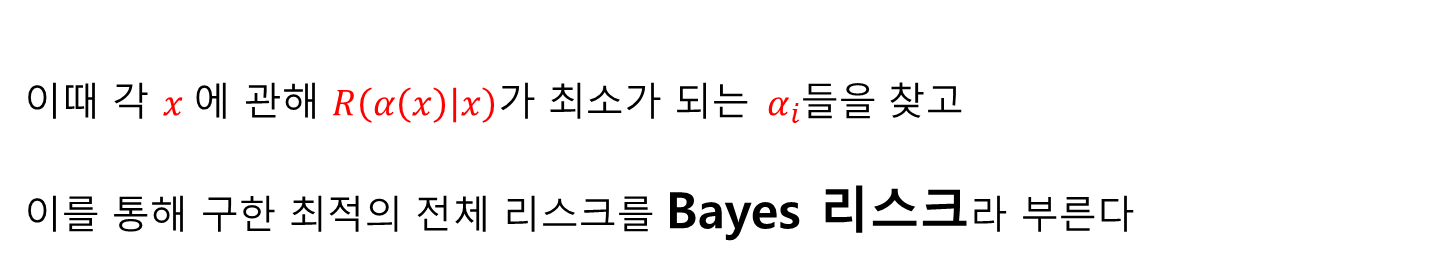 이때 각 𝑥 에 관해 𝑅(𝛼(𝑥)|𝑥)가 최소가 되는 𝛼ᵢ들을 찾고
이를 통해 구한 최적의 전체 리스크를 Bayes 리스크라 부른다